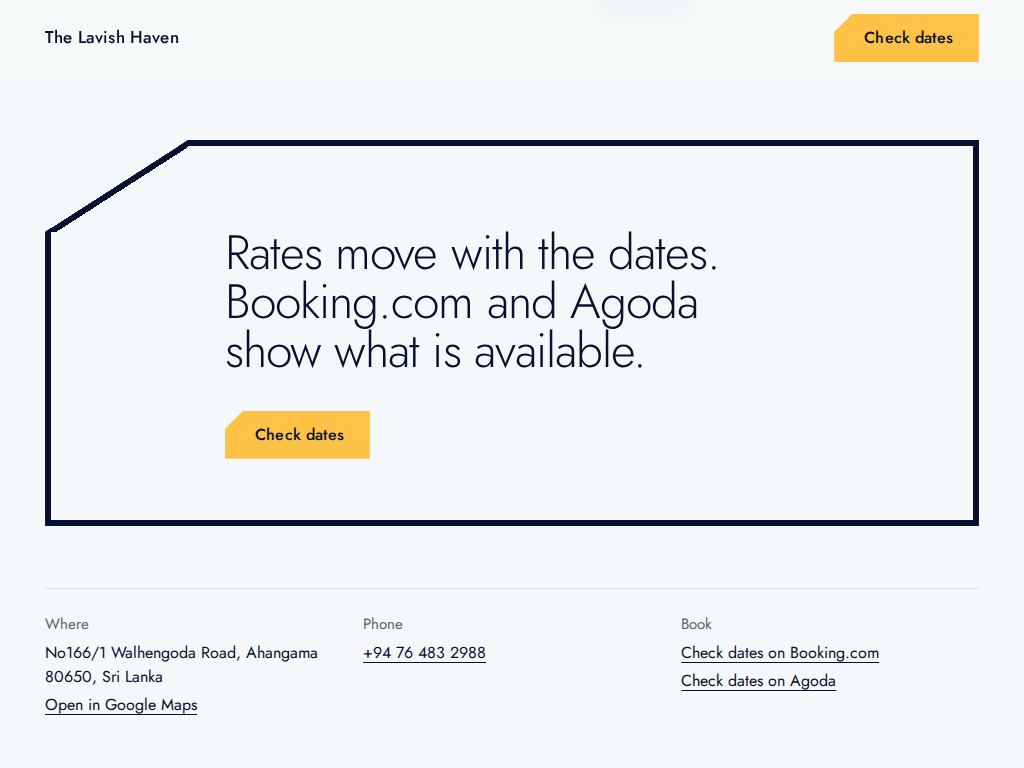 The Lavish Haven
Check dates
Rates move with the dates.
Booking.com and Agoda
show what is available.
Check dates
Where
No166/1 Walhengoda Road, Ahangama
80650, Sri Lanka
Open in Google Maps
Phone
+94 76 483 2988
Book
Check dates on Booking.com
Check dates on Agoda